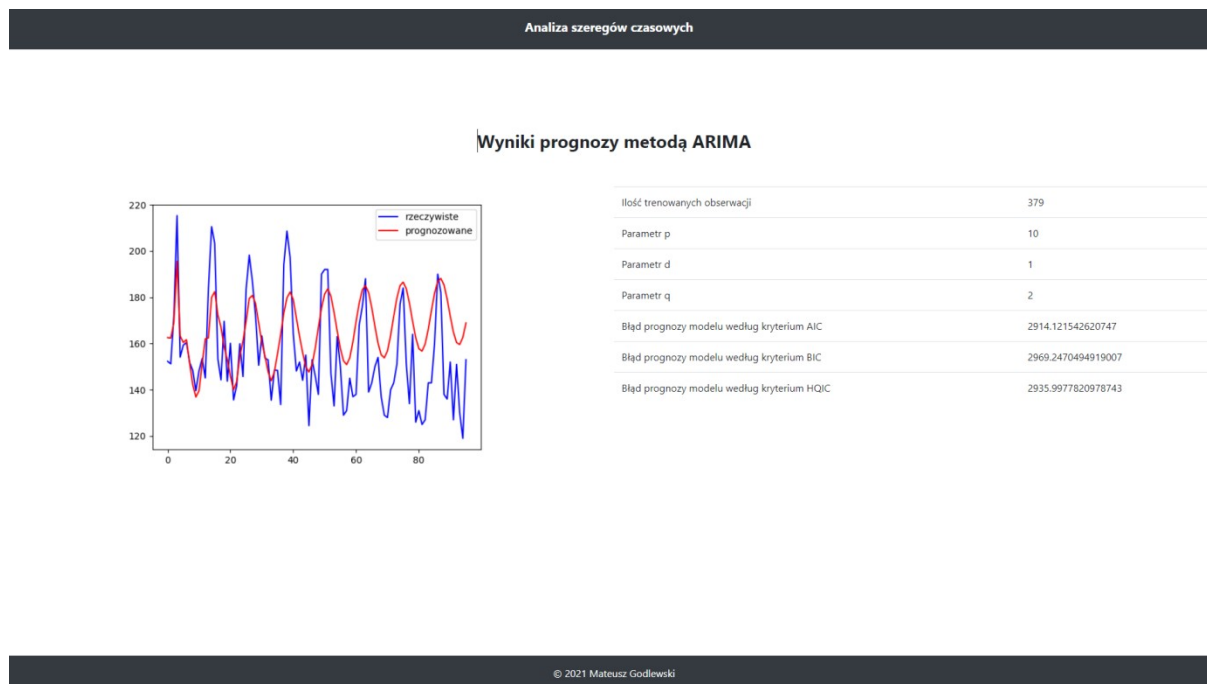 Analiza szeregów czasowych
Wyniki prognozy metodą ARIMA
220
200
180
160
140
120
0 20 40 60 80
rzeczywiste
prognozowane
Ilość trenowanych obserwacji 379
Parametr p 10
Parametr d 1
Parametr q 2
Błąd prognozy modelu według kryterium AIC 2914.121542620747
Błąd prognozy modelu według kryterium BIC 2969.2470494919007
Błąd prognozy modelu według kryterium HQIC 2935.9977820978743
© 2021 Mateusz Godlewski